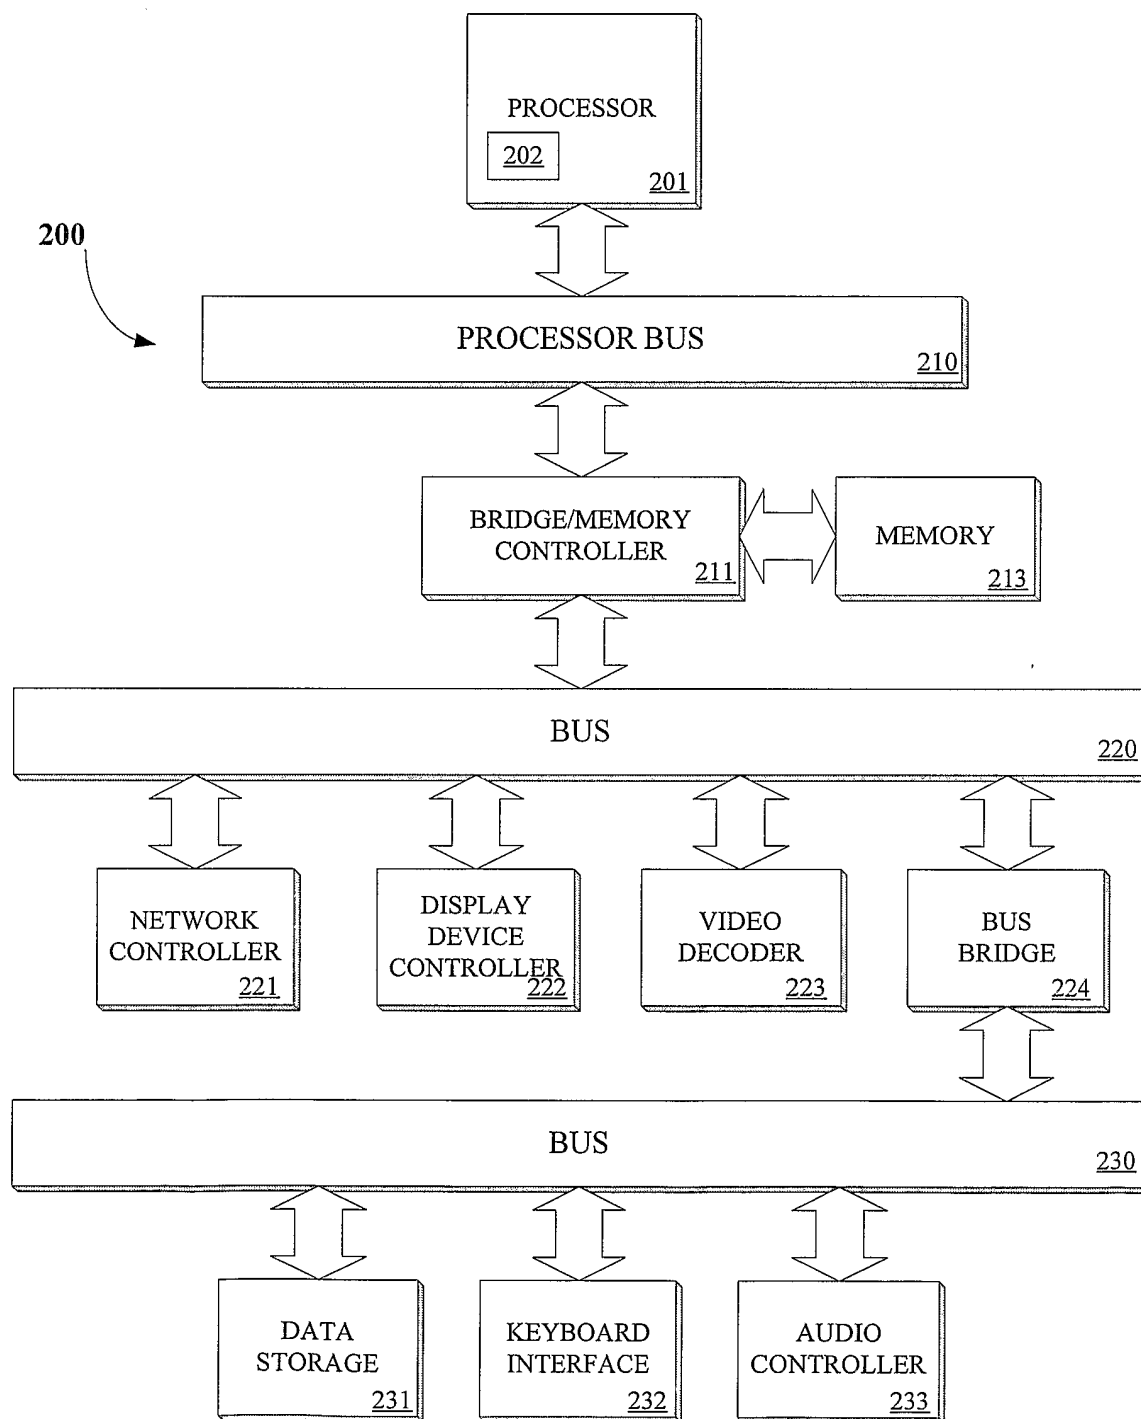 PROCESSOR
202
201
200
PROCESSOR BUS
210
BRIDGE/MEMORY
CONTROLLER
211
MEMORY
213
BUS
220
NETWORK
CONTROLLER
221
DISPLAY
DEVICE
CONTROLLER
222
VIDEO
DECODER
223
BUS
BRIDGE
224
BUS
230
DATA
STORAGE
231
KEYBOARD
INTERFACE
232
AUDIO
CONTROLLER
233